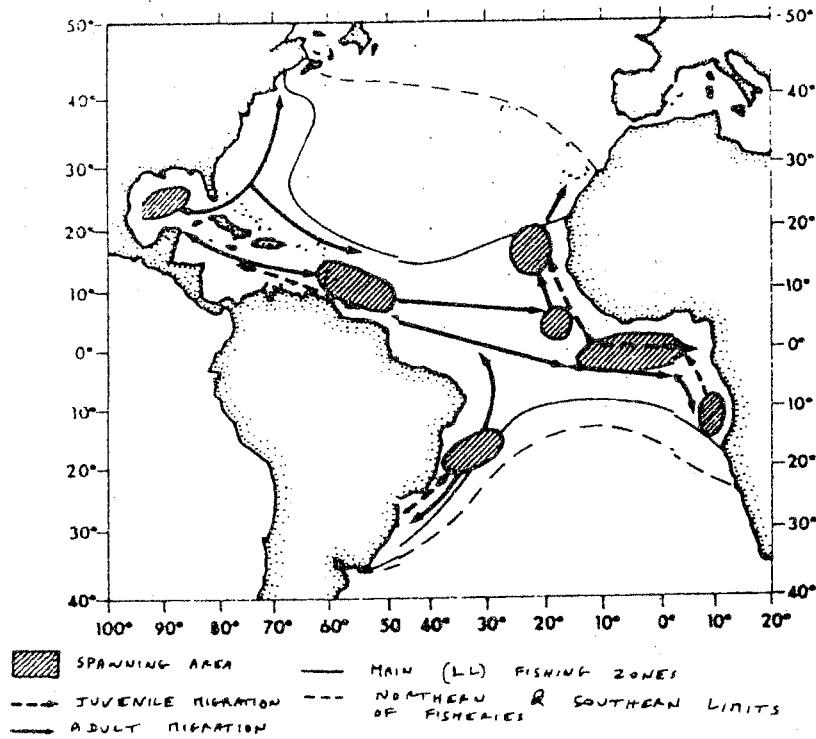 50° -50°
40° 40°
30° 30°
20° 20°
10° 10°
0° 0°
10° 10°
20° 20°
30° 30°
40° 40°
100° 90° 80° 70° 60° 50° 40° 30° 20° 10° 0° 10° 20°
SPAWNING AREA
JUVENILE MIGRATION
ADULT MIGRATION
MAIN (LL) FISHING ZONES
NORTHERN & SOUTHERN LIMITS
OF FISHERIES